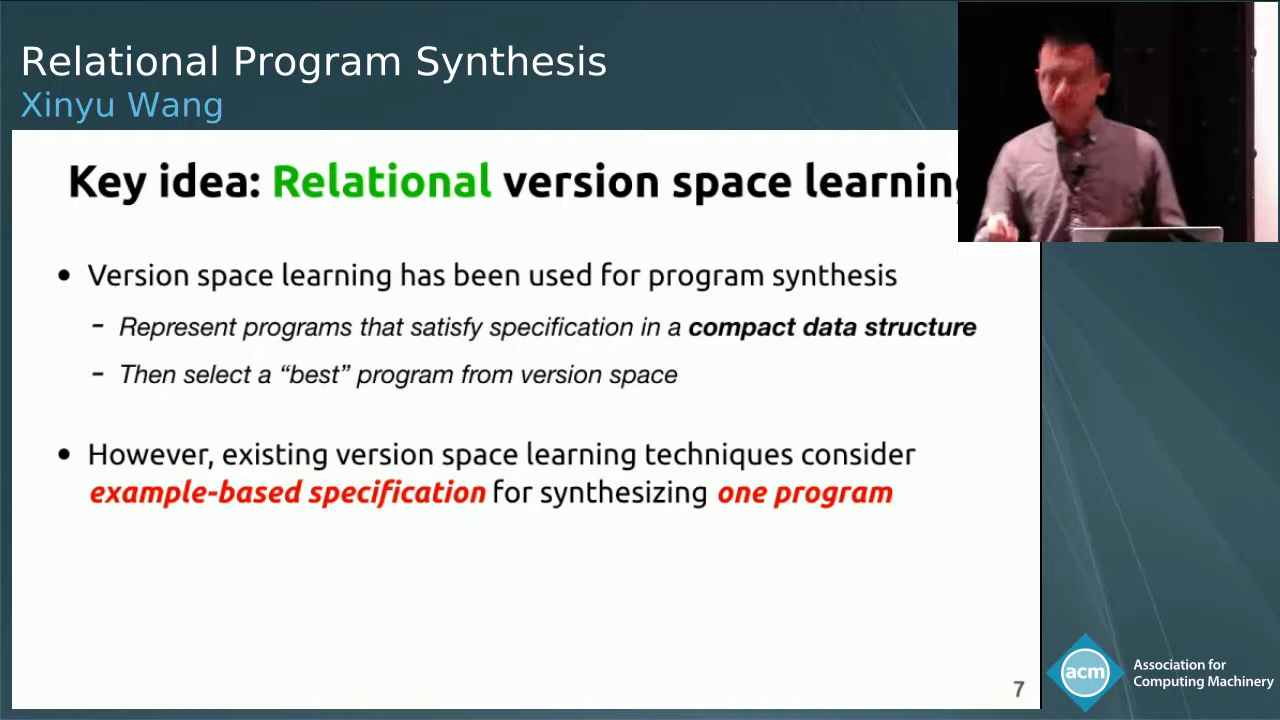 Relational Program Synthesis
Xinyu Wang
Key idea: Relational version space learning
• Version space learning has been used for program synthesis
- Represent programs that satisfy specification in a compact data structure
- Then select a “best” program from version space
• However, existing version space learning techniques consider
example-based specification for synthesizing one program
7
acm
Association for
Computing Machinery